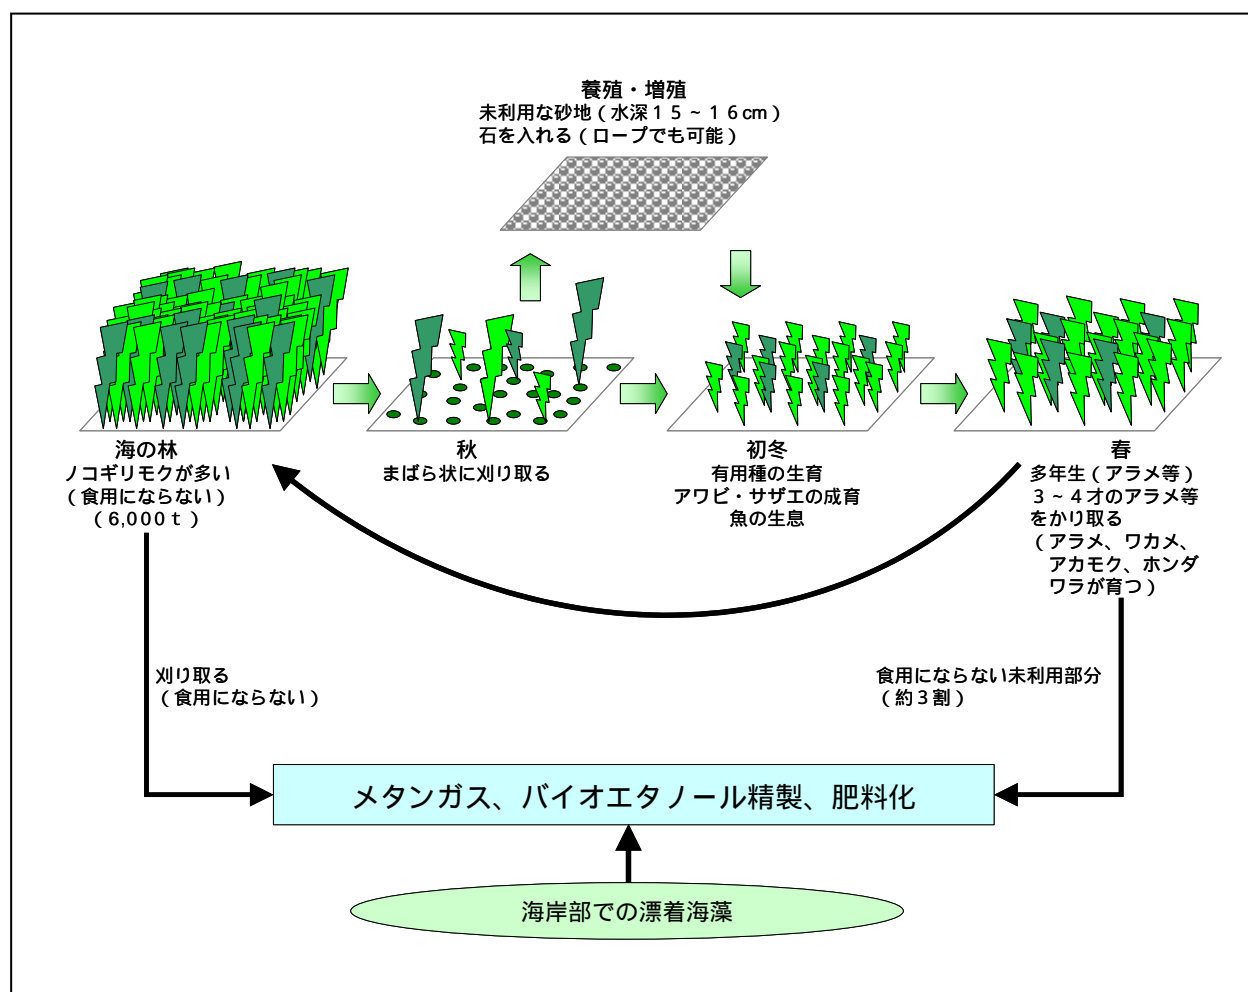 養殖・増殖
未利用な砂地（水深１５～１６cm）
石を入れる（ロープでも可能）
海の林
ノコギリモクが多い
（食用にならない）
（6,000ｔ）
秋
まばら状に刈り取る
初冬
有用種の生育
アワビ・サザエの成育
魚の生息
春
多年生（アラメ等）
３～４才のアラメ等
をかり取る
（アラメ、ワカメ、
アカモク、ホンダ
ワラが育つ）
刈り取る
（食用にならない）
食用にならない未利用部分
（約３割）
メタンガス、バイオエタノール精製、肥料化
海岸部での漂着海藻